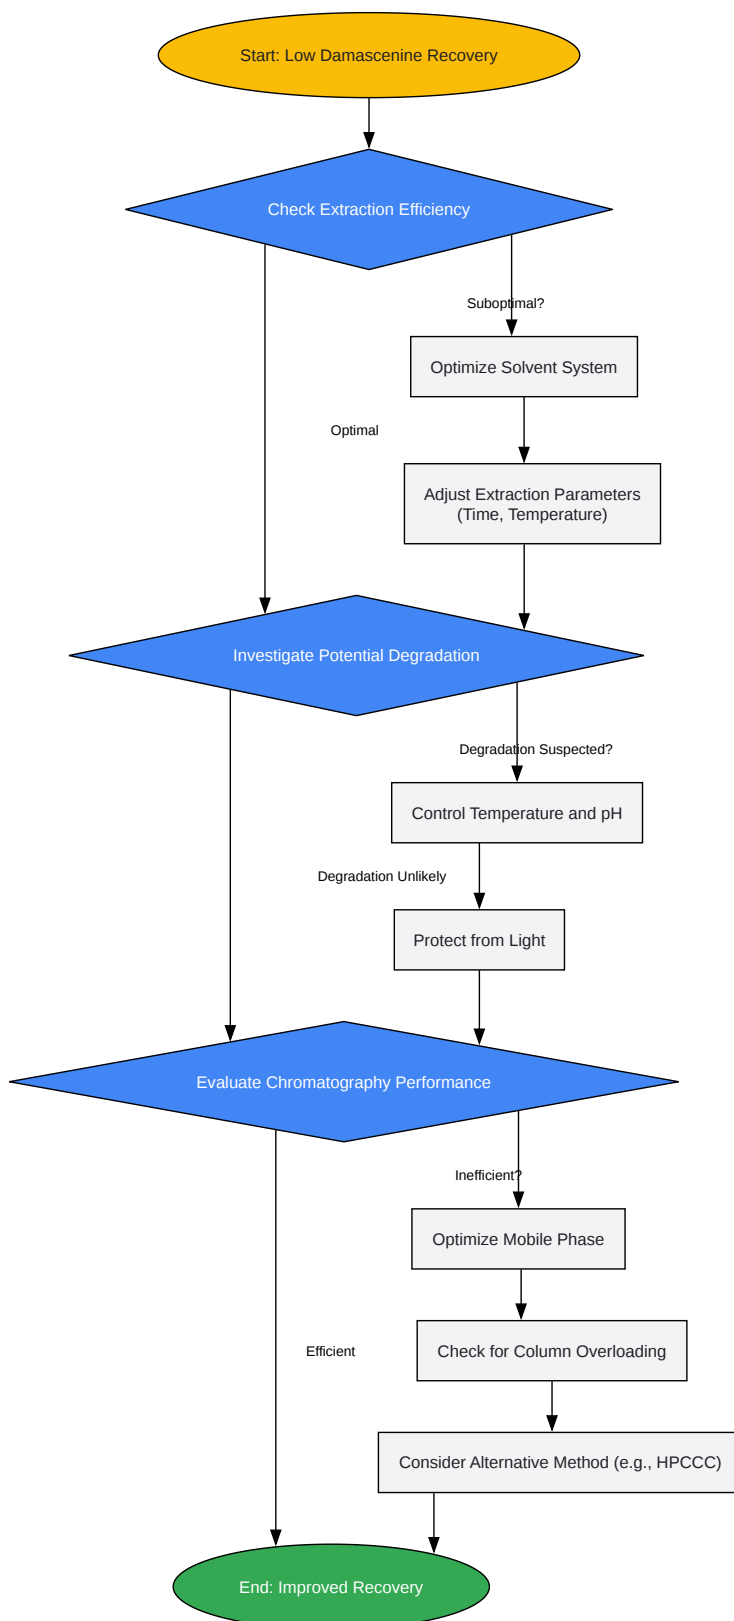 Start: Low Damascenine Recovery
Check Extraction Efficiency
Suboptimal?
Optimize Solvent System
Optimal
Adjust Extraction Parameters
(Time, Temperature)
Investigate Potential Degradation
Degradation Suspected?
Control Temperature and pH
Degradation Unlikely
Protect from Light
Evaluate Chromatography Performance
Inefficient?
Optimize Mobile Phase
Efficient
Check for Column Overloading
Consider Alternative Method (e.g., HPCCC)
End: Improved Recovery